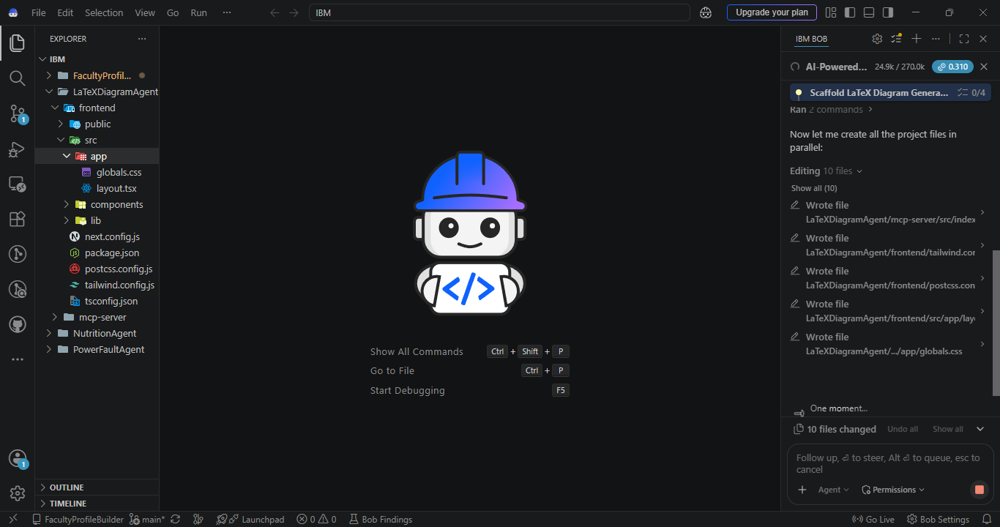 File Edit Selection View Go Run ···
IBM
Upgrade your plan
EXPLORER ···
IBM
FacultyProfil...
LaTeXDiagramAgent
frontend
public
src
app
globals.css
layout.tsx
components
lib
next.config.js
package.json
postcss.config.js
tailwind.config.js
tsconfig.json
mcp-server
NutritionAgent
PowerFaultAgent
OUTLINE
TIMELINE
1
1
</>
Show All Commands Ctrl + Shift + P
Go to File Ctrl + P
Start Debugging F5
IBM BOB
AI-Powered... 24.9k / 270.0k 0.310
Scaffold LaTeX Diagram Genera... 0/4
Ran 2 commands
Now let me create all the project files in
parallel:
Editing 10 files
Show all (10)
Wrote file
LaTeXDiagramAgent/mcp-server/src/index
Wrote file
LaTeXDiagramAgent/frontend/tailwind.cor
Wrote file
LaTeXDiagramAgent/frontend/postcss.con
Wrote file
LaTeXDiagramAgent/frontend/src/app/lay
Wrote file
LaTeXDiagramAgent/.../app/globals.css
One moment...
10 files changed Undo all Show all
Follow up, ⏎ to steer, Alt ⏎ to queue, esc to
cancel
Agent Permissions
FacultyProfileBuilder main* Launchpad 0 0 Bob Findings Go Live Bob Settings